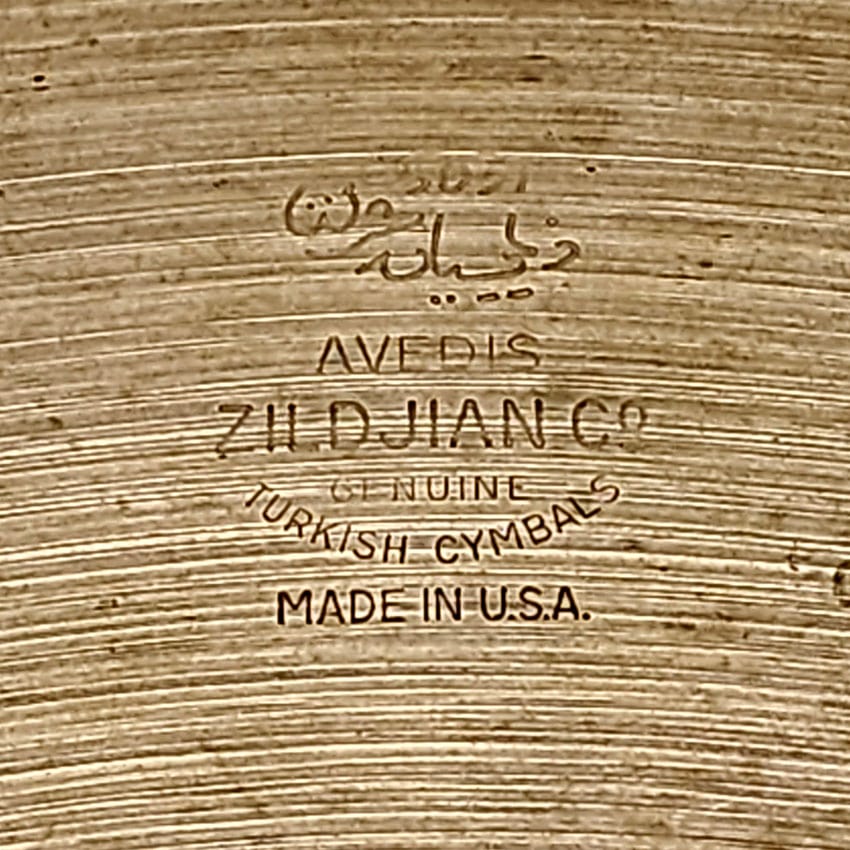 AVEDIS
ZILDJIAN Co
GENUINE
TURKISH CYMBALS
MADE IN U.S.A.